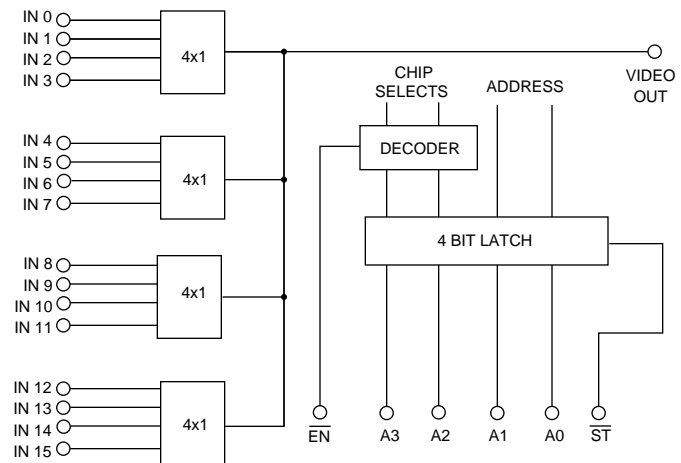 IN 0
IN 1
IN 2
IN 3
4x1
VIDEO
OUT
CHIP
SELECTS
ADDRESS
DECODER
IN 4
IN 5
IN 6
IN 7
4x1
4 BIT LATCH
IN 8
IN 9
IN 10
IN 11
4x1
IN 12
IN 13
IN 14
IN 15
4x1
EN
A3
A2
A1
A0
ST